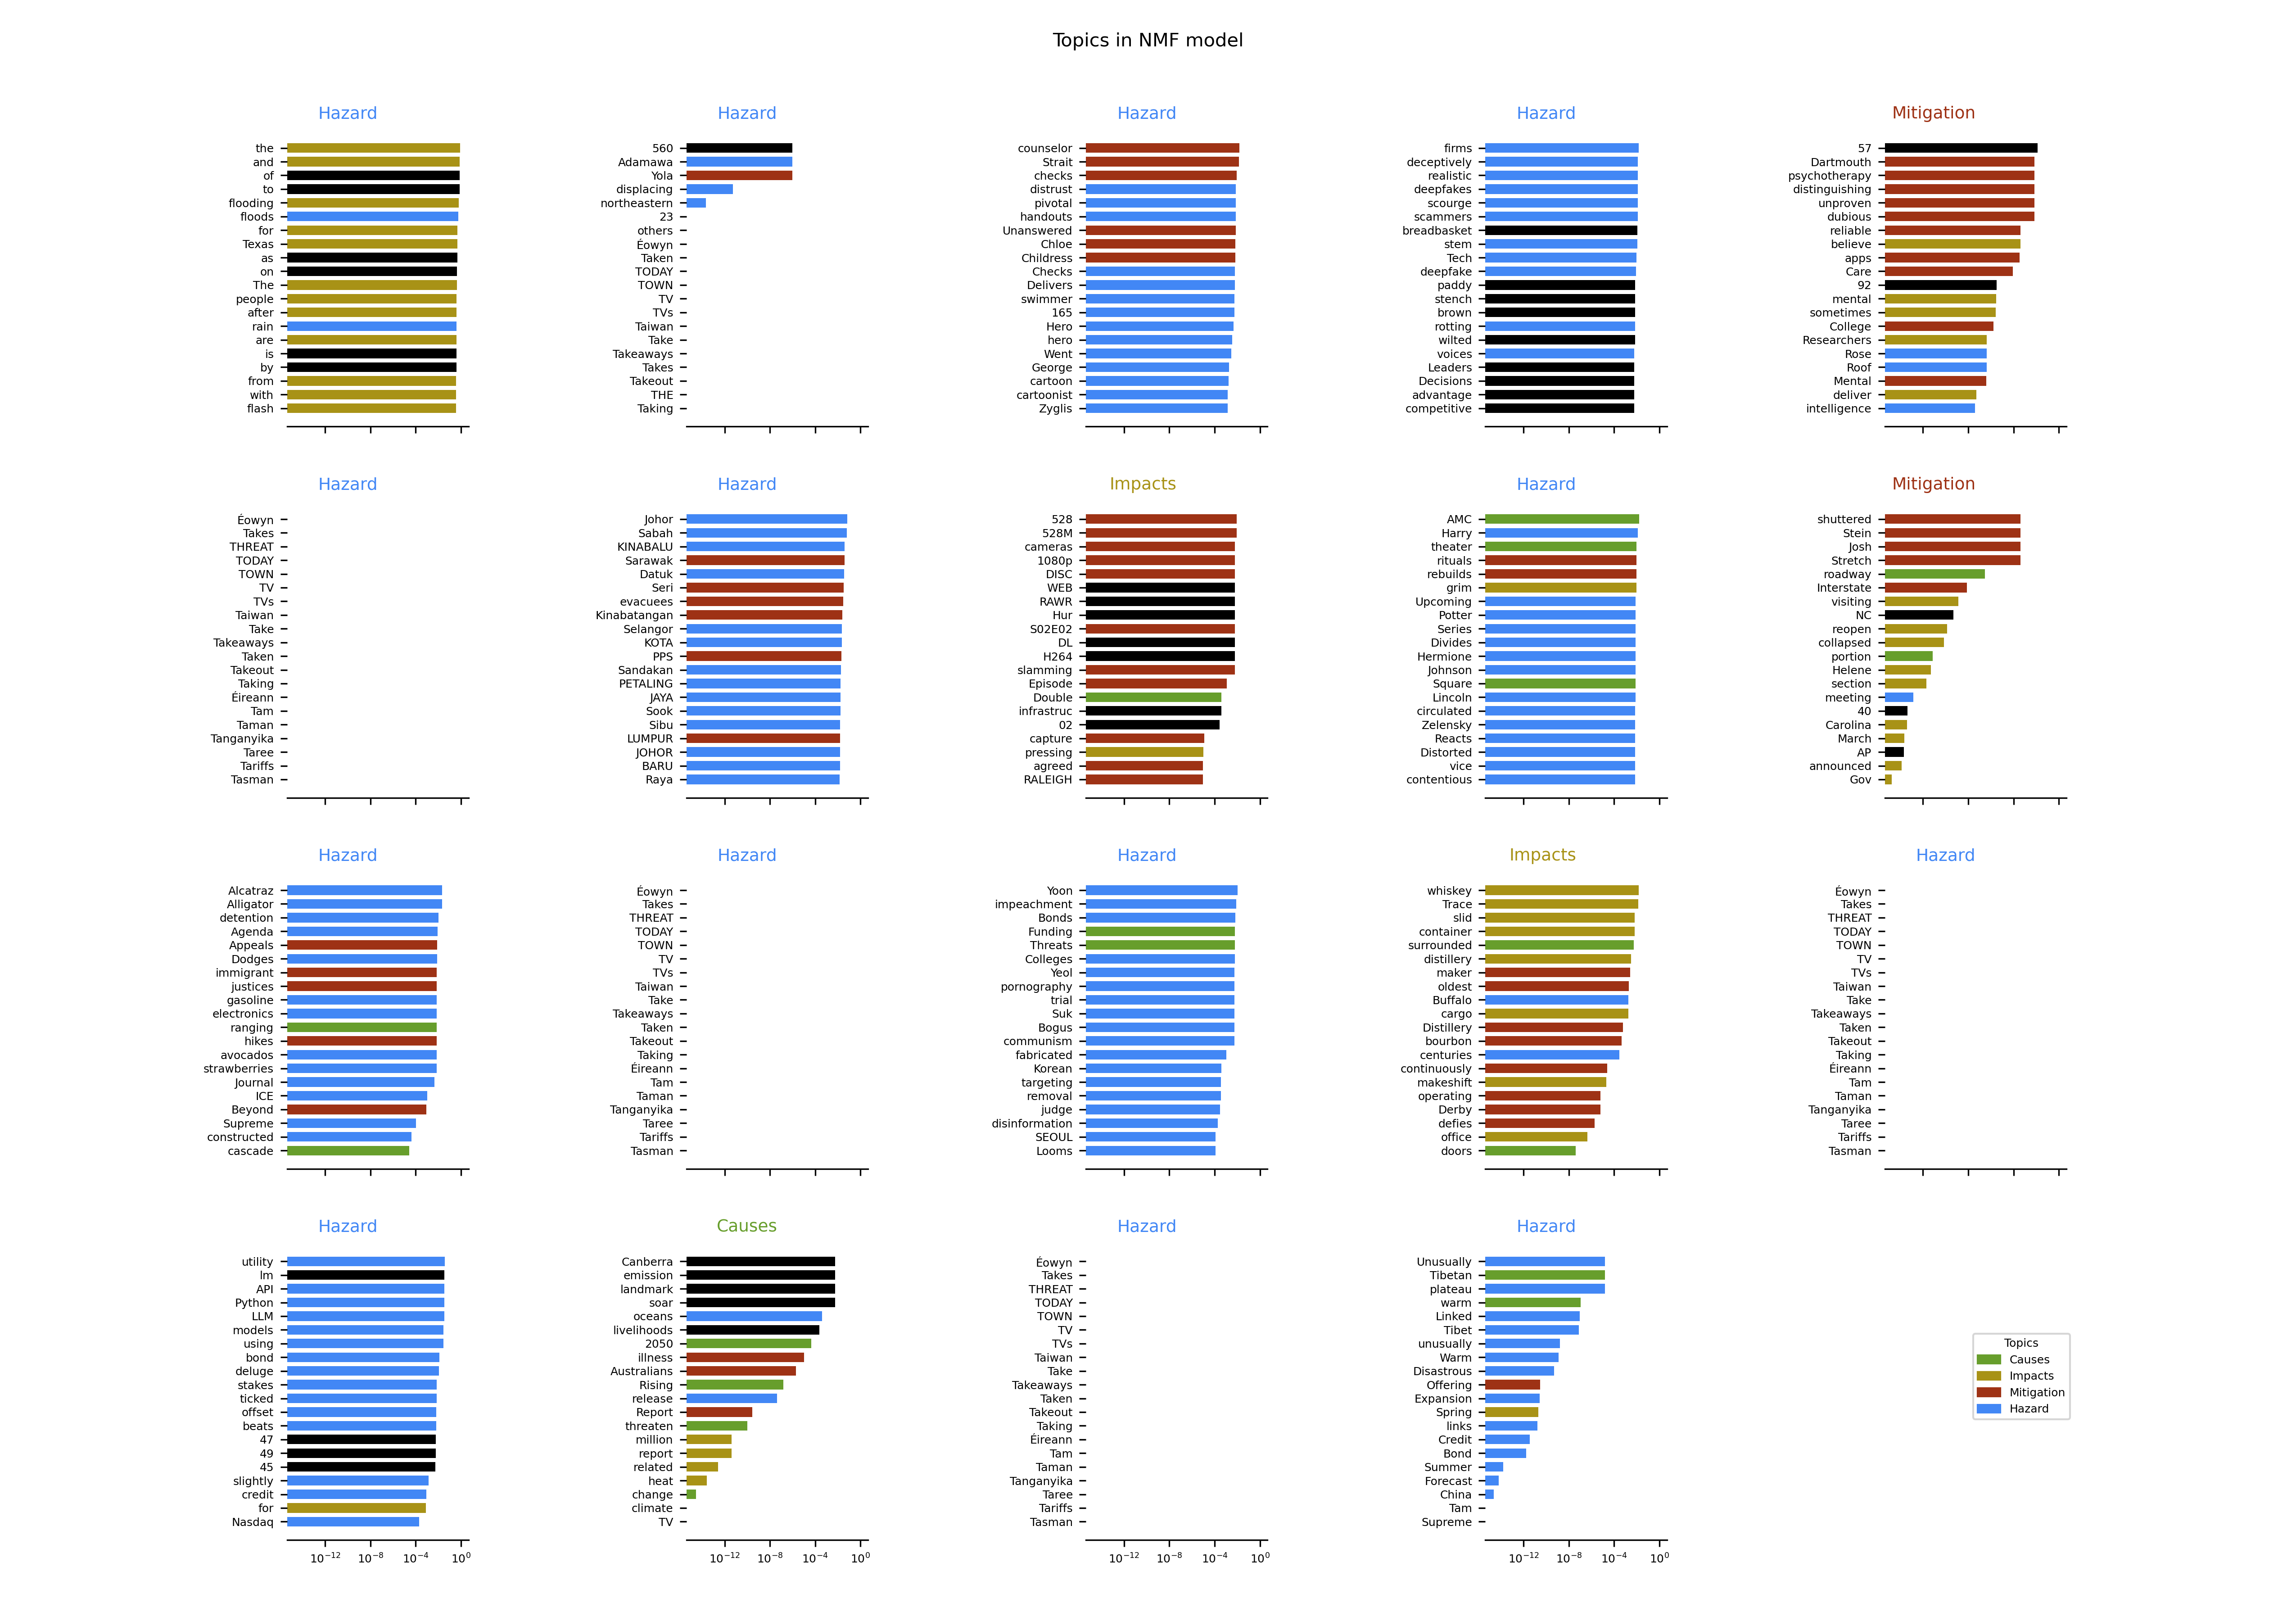 Topics in NMF model
Hazard
the
and
of
to
flooding
floods
for
Texas
as
on
The
people
after
rain
are
is
by
from
with
flash
Hazard
560
Adamawa
Yola
displacing
northeastern
23
others
Éowyn
Taken
TODAY
TOWN
TV
TVs
Taiwan
Take
Takeaways
Takes
Takeout
THE
Taking
Hazard
counselor
Strait
checks
distrust
pivotal
handouts
Unanswered
Chloe
Childress
Checks
Delivers
swimmer
165
Hero
hero
Went
George
cartoon
cartoonist
Zyglis
Hazard
firms
deceptively
realistic
deepfakes
scourge
scammers
breadbasket
stem
Tech
deepfake
paddy
stench
brown
rotting
wilted
voices
Leaders
Decisions
advantage
competitive
Mitigation
57
Dartmouth
psychotherapy
distinguishing
unproven
dubious
reliable
believe
apps
Care
92
mental
sometimes
College
Researchers
Rose
Roof
Mental
deliver
intelligence
Hazard
Éowyn
Takes
THREAT
TODAY
TOWN
TV
TVs
Taiwan
Take
Takeaways
Taken
Takeout
Taking
Éireann
Tam
Taman
Tanganyika
Taree
Tariffs
Tasman
Hazard
Johor
Sabah
KINABALU
Sarawak
Datuk
Seri
evacuees
Kinabatangan
Selangor
KOTA
PPS
Sandakan
PETALING
JAYA
Sook
Sibu
LUMPUR
JOHOR
BARU
Raya
Impacts
528
528M
cameras
1080p
DISC
WEB
RAWR
Hur
S02E02
DL
H264
slamming
Episode
Double
infrastruc
02
capture
pressing
agreed
RALEIGH
Hazard
AMC
Harry
theater
rituals
rebuilds
grim
Upcoming
Potter
Series
Divides
Hermione
Johnson
Square
Lincoln
circulated
Zelensky
Reacts
Distorted
vice
contentious
Mitigation
shuttered
Stein
Josh
Stretch
roadway
Interstate
visiting
NC
reopen
collapsed
portion
Helene
section
meeting
40
Carolina
March
AP
announced
Gov
Hazard
Alcatraz
Alligator
detention
Agenda
Appeals
Dodges
immigrant
justices
gasoline
electronics
ranging
hikes
avocados
strawberries
Journal
ICE
Beyond
Supreme
constructed
cascade
Hazard
Éowyn
Takes
THREAT
TODAY
TOWN
TV
TVs
Taiwan
Take
Takeaways
Taken
Takeout
Taking
Éireann
Tam
Taman
Tanganyika
Taree
Tariffs
Tasman
Hazard
Yoon
impeachment
Bonds
Funding
Threats
Colleges
Yeol
pornography
trial
Suk
Bogus
communism
fabricated
Korean
targeting
removal
judge
disinformation
SEOUL
Looms
Impacts
whiskey
Trace
slid
container
surrounded
distillery
maker
oldest
Buffalo
cargo
Distillery
bourbon
centuries
continuously
makeshift
operating
Derby
defies
office
doors
Hazard
Éowyn
Takes
THREAT
TODAY
TOWN
TV
TVs
Taiwan
Take
Takeaways
Taken
Takeout
Taking
Éireann
Tam
Taman
Tanganyika
Taree
Tariffs
Tasman
Hazard
utility
lm
API
Python
LLM
models
using
bond
deluge
stakes
ticked
offset
beats
47
49
45
slightly
credit
for
Nasdaq
10⁻¹² 10⁻⁸ 10⁻⁴ 10⁰
Causes
Canberra
emission
landmark
soar
oceans
livelihoods
2050
illness
Australians
Rising
release
Report
threaten
million
report
related
heat
change
climate
TV
10⁻¹² 10⁻⁸ 10⁻⁴ 10⁰
Hazard
Éowyn
Takes
THREAT
TODAY
TOWN
TV
TVs
Taiwan
Take
Takeaways
Taken
Takeout
Taking
Éireann
Tam
Taman
Tanganyika
Taree
Tariffs
Tasman
10⁻¹² 10⁻⁸ 10⁻⁴ 10⁰
Hazard
Unusually
Tibetan
plateau
warm
Linked
Tibet
unusually
Warm
Disastrous
Offering
Expansion
Spring
links
Credit
Bond
Summer
Forecast
China
Tam
Supreme
10⁻¹² 10⁻⁸ 10⁻⁴ 10⁰
Topics
Causes
Impacts
Mitigation
Hazard